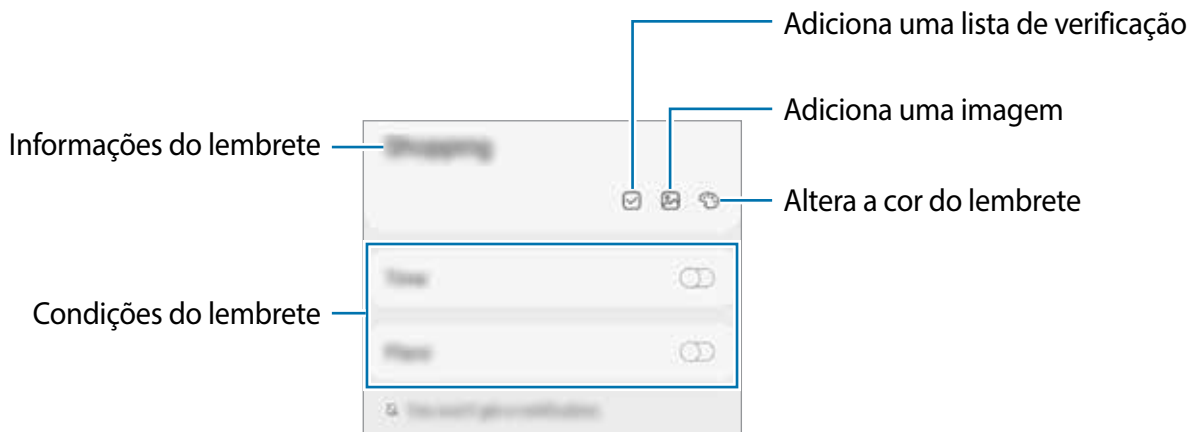 Adiciona uma lista de verificação
Adiciona uma imagem
Informações do lembrete
Shopping
Altera a cor do lembrete
Time
Condições do lembrete
Place